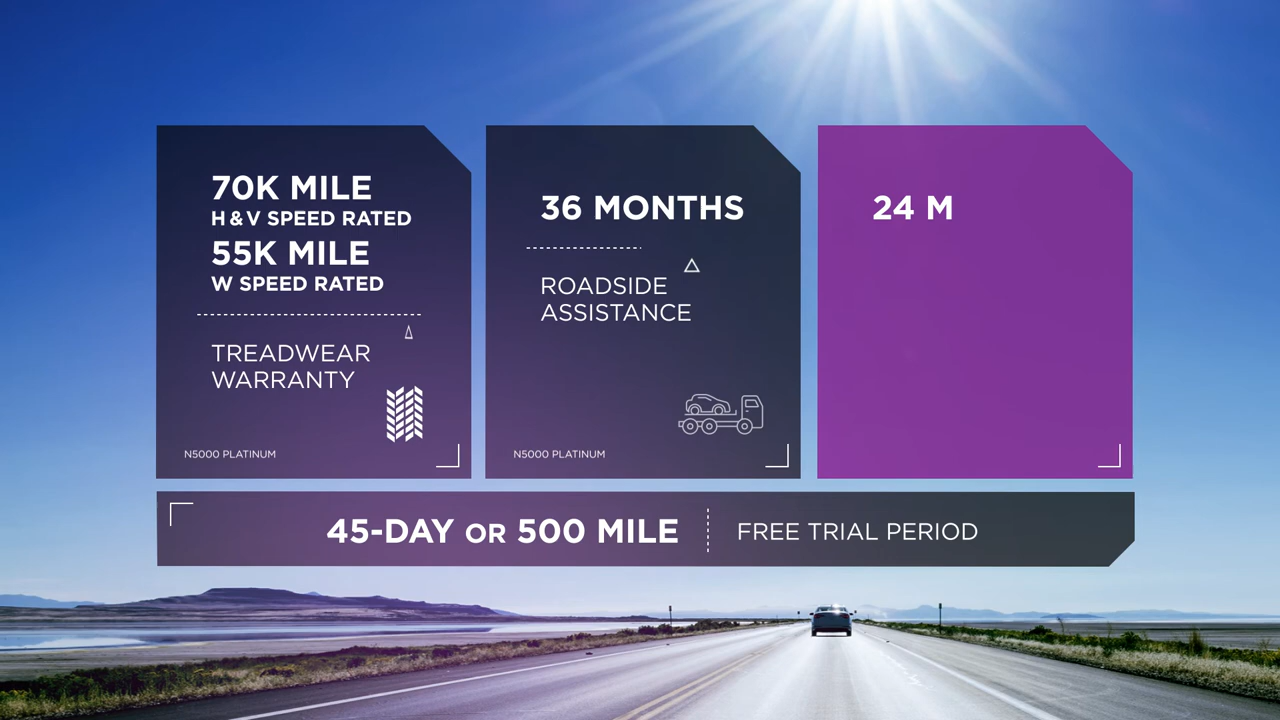 70K MILE
H & V SPEED RATED
55K MILE
W SPEED RATED
TREADWEAR
WARRANTY
N5000 PLATINUM
36 MONTHS
ROADSIDE
ASSISTANCE
N5000 PLATINUM
24 M
45-DAY OR 500 MILE
FREE TRIAL PERIOD